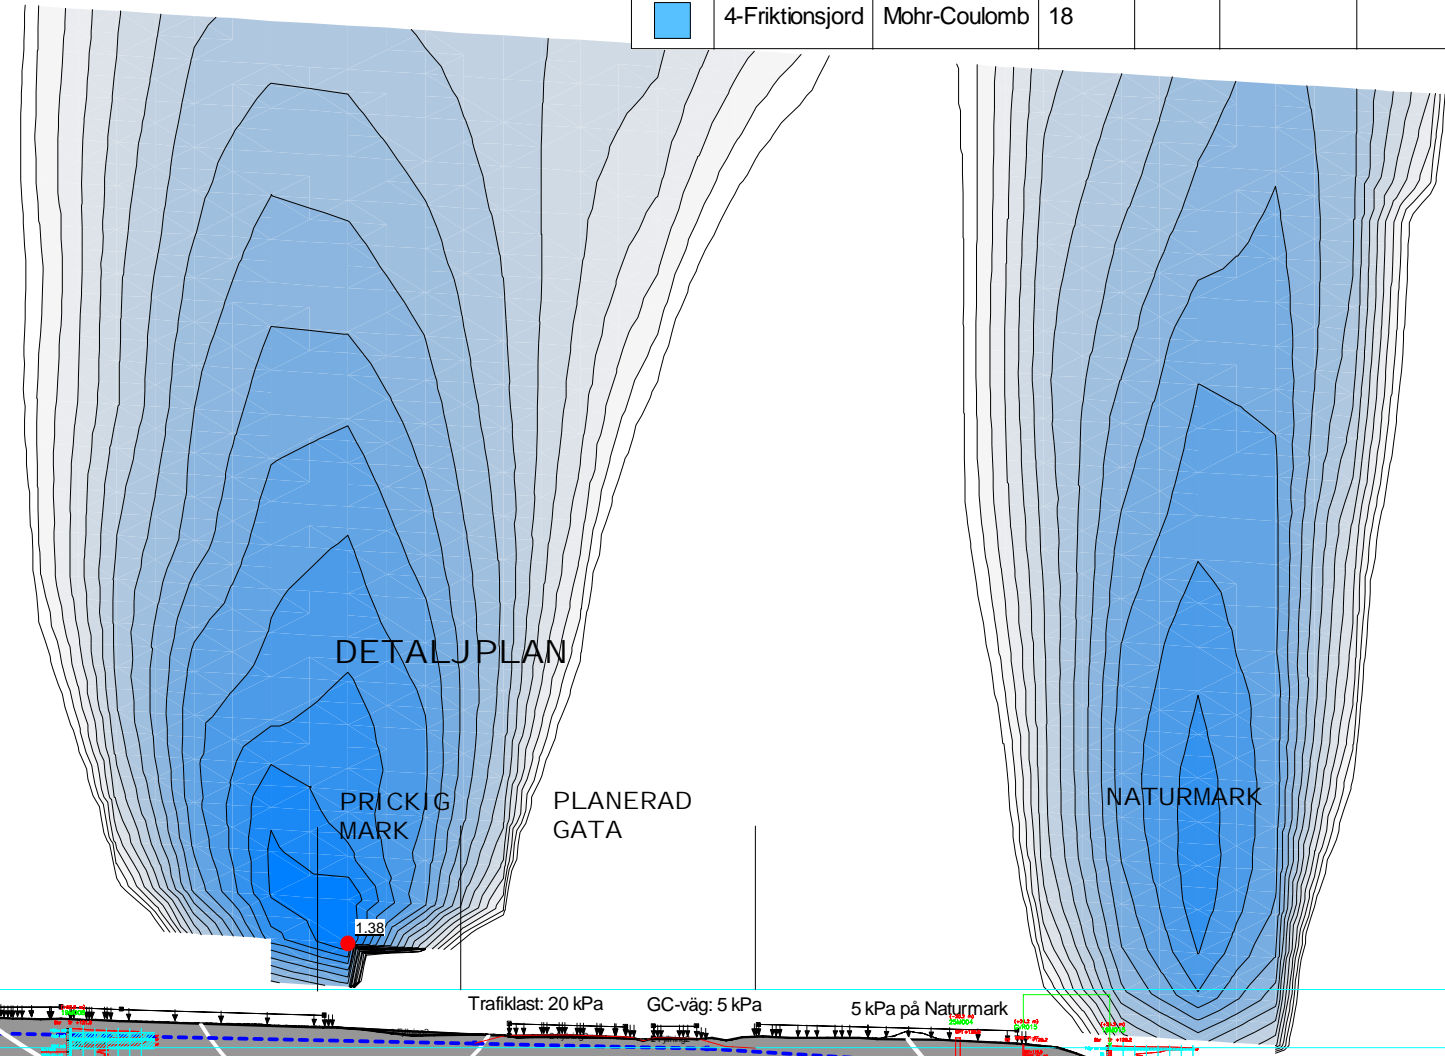 4-Friktionsjord Mohr-Coulomb 18
DETALJPLAN
PRICKIG
MARK
PLANERAD
GATA
NATURMARK
1.38
Trafiklast: 20 kPa GC-väg: 5 kPa 5 kPa på Naturmark